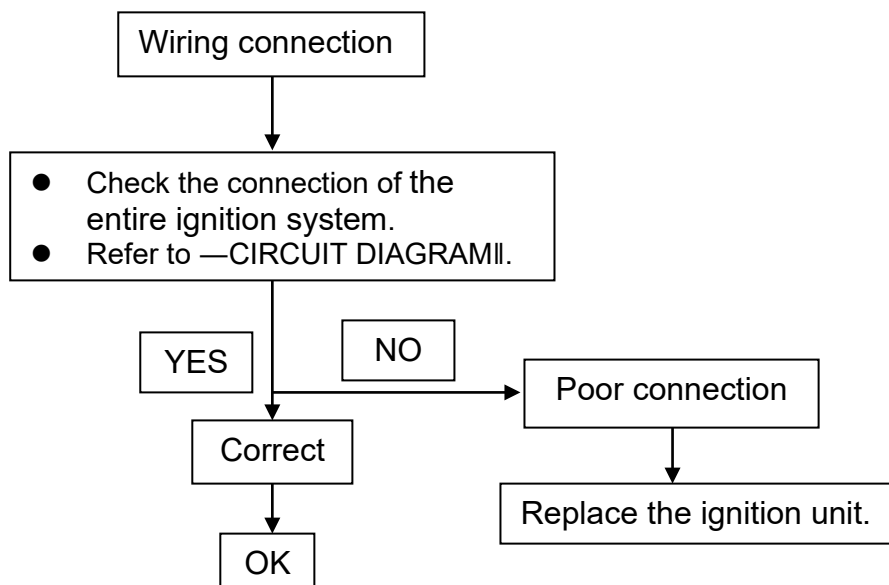 Wiring connection
● Check the connection of the
entire ignition system.
● Refer to ―CIRCUIT DIAGRAM‖.
YES
NO
Poor connection
Correct
Replace the ignition unit.
OK